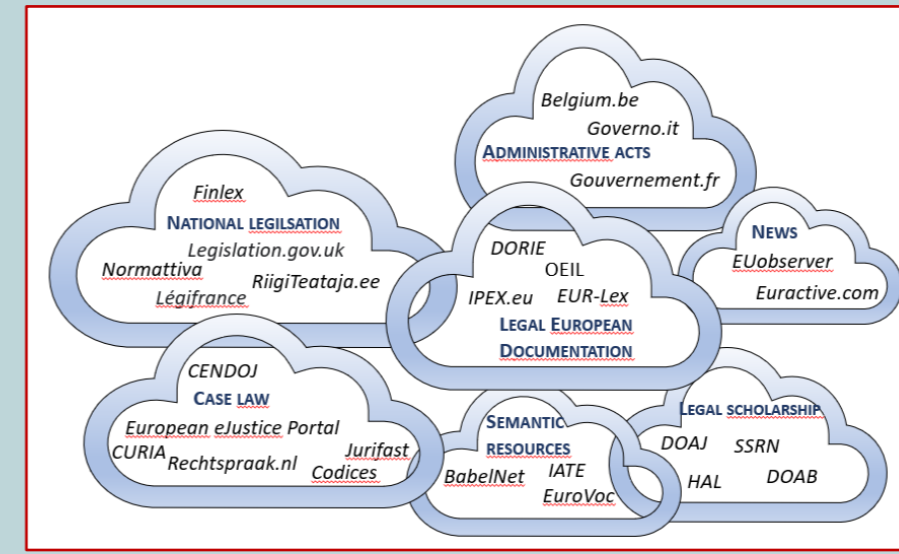 Belgium.be
Governo.it
ADMINISTRATIVE ACTS
Gouvernement.fr
Finlex
NATIONAL LEGILSATION
Legislation.gov.uk
Normattiva
RiigiTeataja.ee
Légifrance
DORIE
OEIL
IPEX.eu EUR-Lex
LEGAL EUROPEAN
DOCUMENTATION
NEWS
EUobserver
Euractive.com
CENDOJ
CASE LAW
European eJustice Portal
CURIA
Rechtspraak.nl
Jurifast
Codices
SEMANTIC
RESOURCES
BabelNet IATE
EuroVoc
LEGAL SCHOLARSHIP
DOAJ SSRN
HAL DOAB